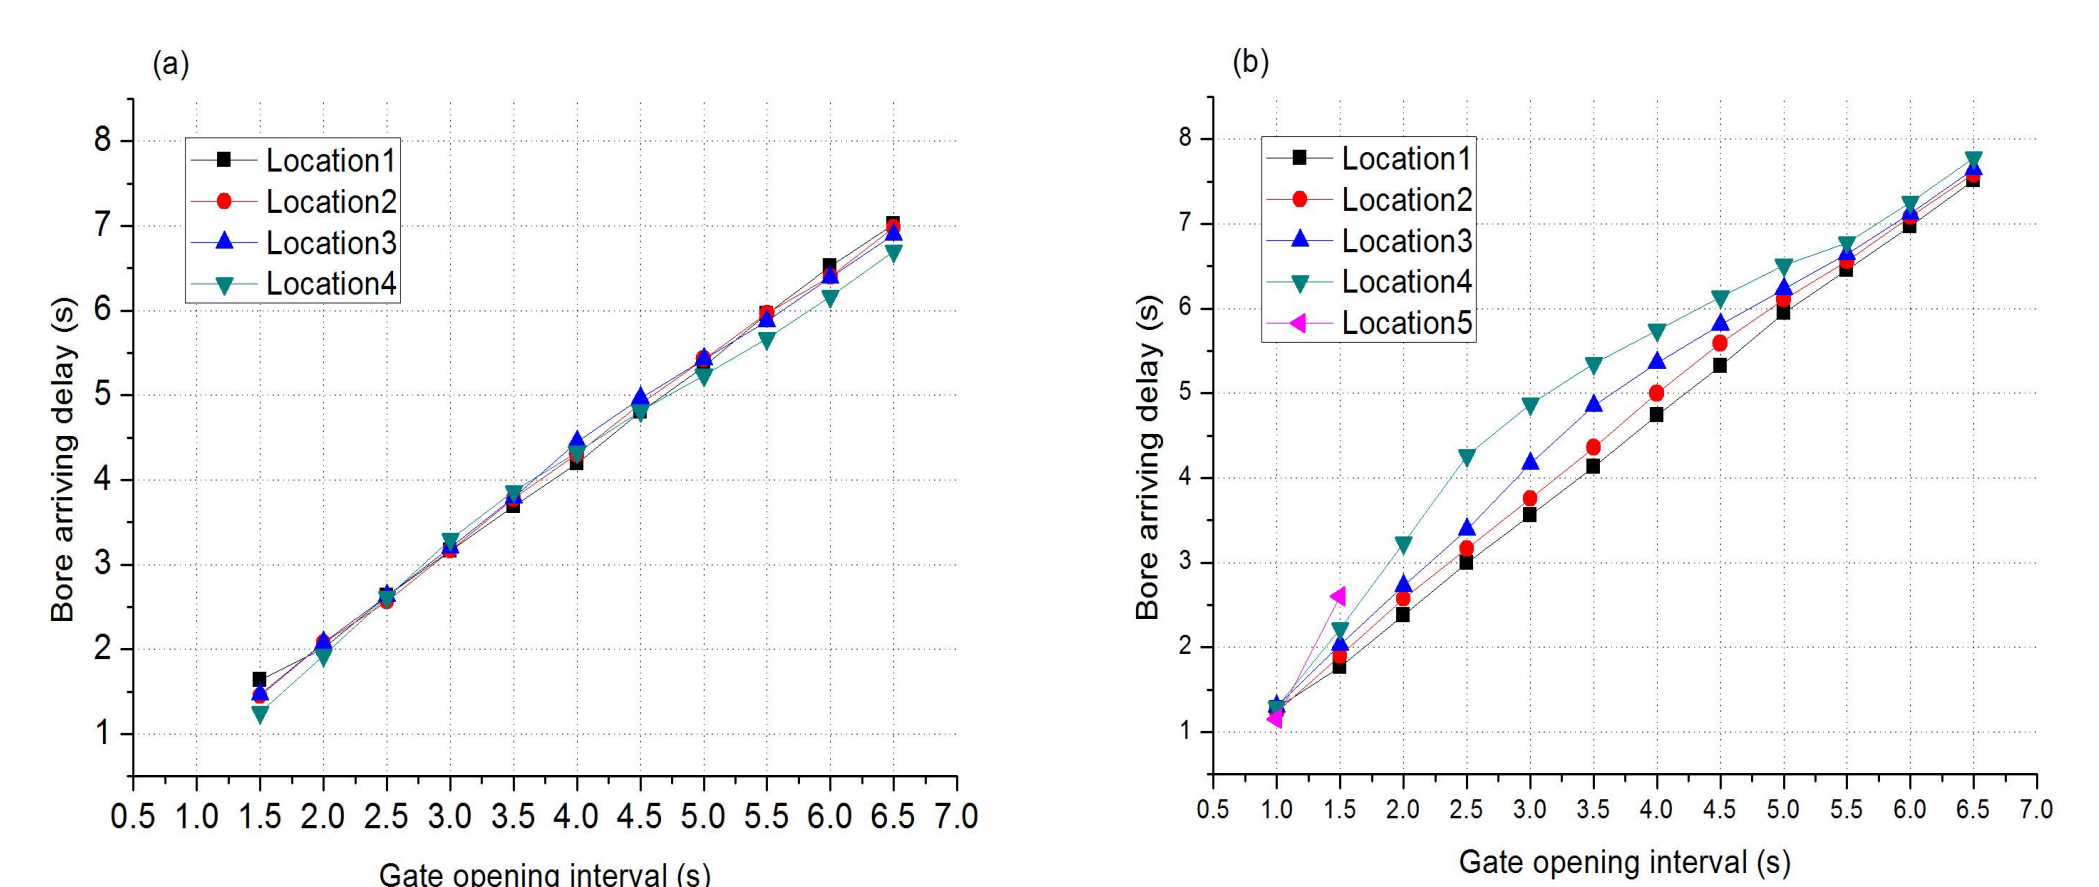 (a)
Location1
Location2
Location3
Location4
Bore arriving delay (s)
8
7
6
5
4
3
2
1
0.5 1.0 1.5 2.0 2.5 3.0 3.5 4.0 4.5 5.0 5.5 6.0 6.5 7.0
Gate opening interval (s)
(b)
Location1
Location2
Location3
Location4
Location5
Bore arriving delay (s)
8
7
6
5
4
3
2
1
0.5 1.0 1.5 2.0 2.5 3.0 3.5 4.0 4.5 5.0 5.5 6.0 6.5 7.0
Gate opening interval (s)